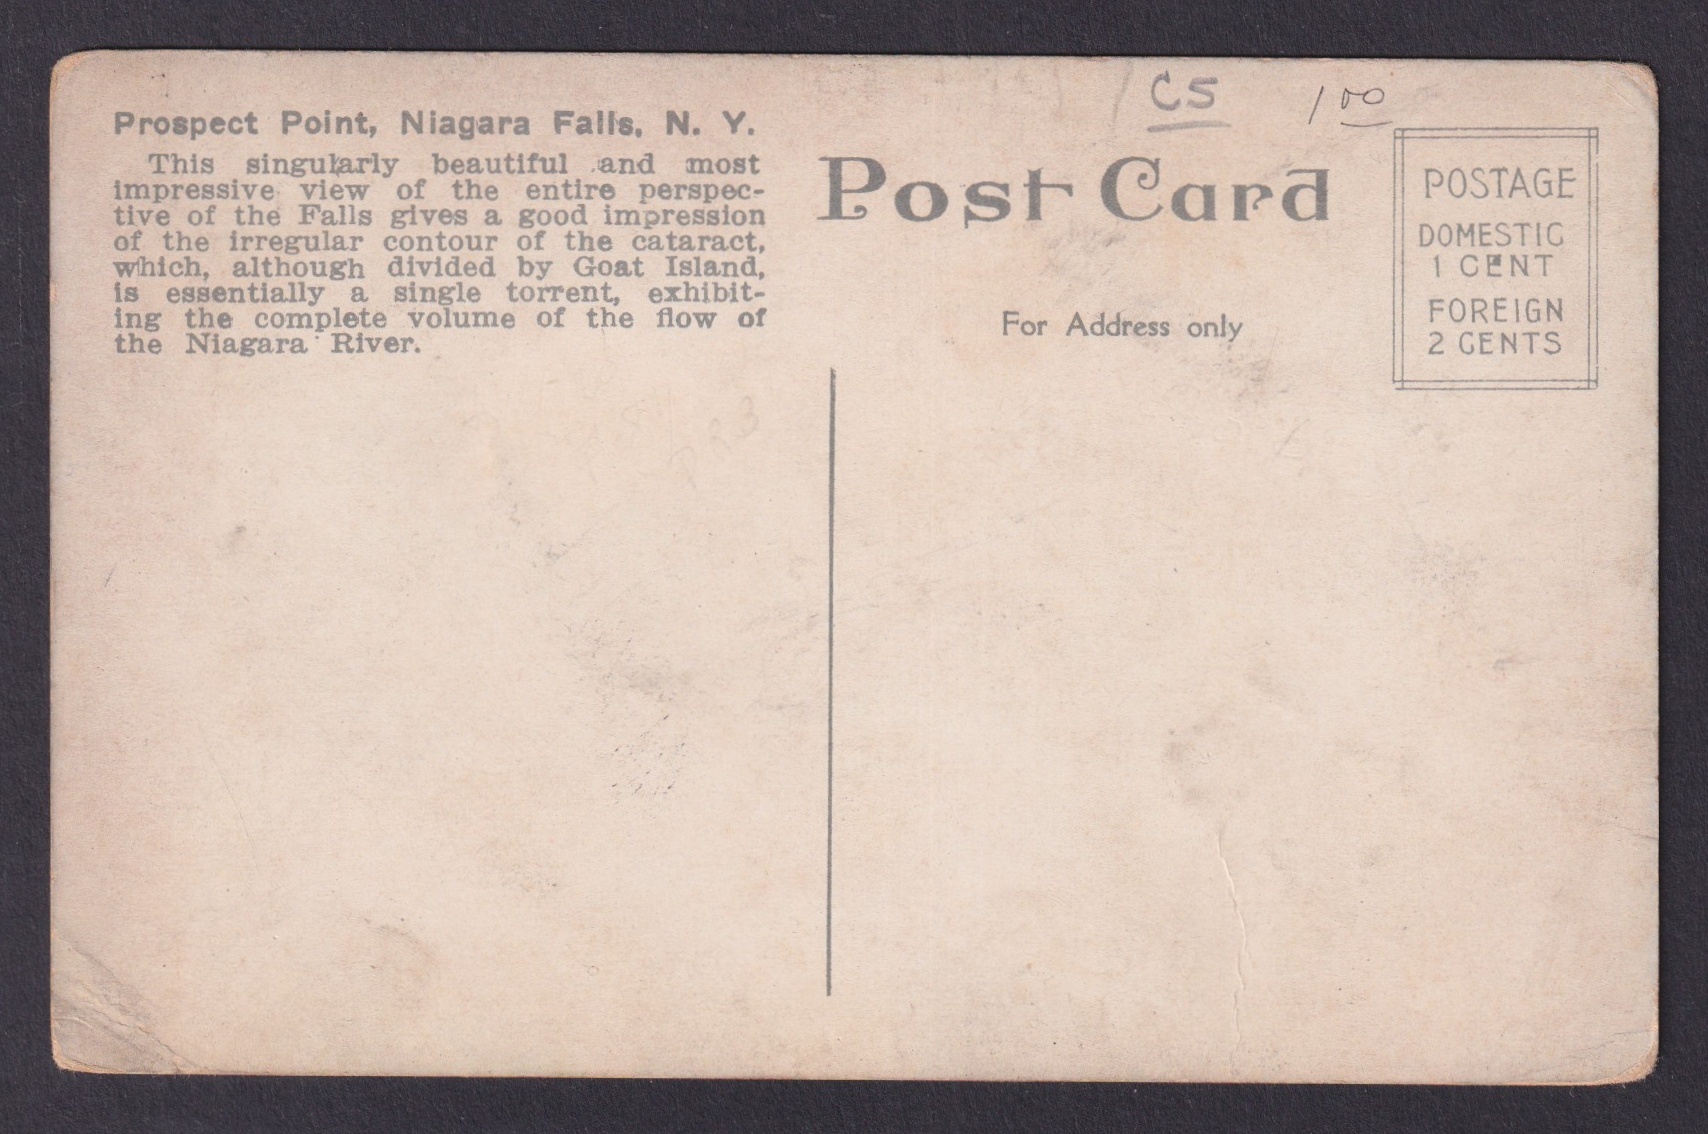 C5
1 00
Prospect Point, Niagara Falls, N. Y.
This singularly beautiful and most
impressive view of the entire perspec-
tive of the Falls gives a good impression
of the irregular contour of the cataract,
which, although divided by Goat Island,
is essentially a single torrent, exhibit-
ing the complete volume of the flow of
the Niagara River.
Post Card
For Address only
POSTAGE
DOMESTIC
1 CENT
FOREIGN
2 CENTS